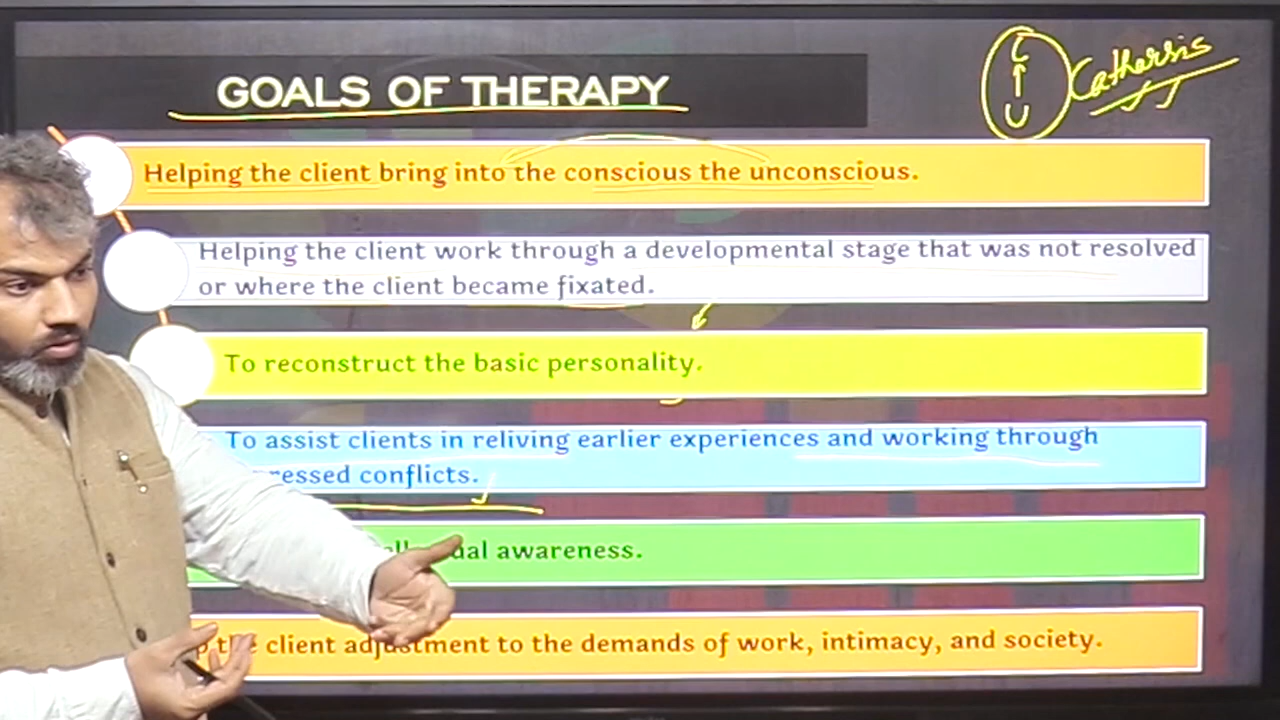 GOALS OF THERAPY
C
U
Cathersis
Helping the client bring into the conscious the unconscious.
Helping the client work through a developmental stage that was not resolved
or where the client became fixated.
To reconstruct the basic personality.
To assist clients in reliving earlier experiences and working through
conflicts.
awareness.
the client adjustment to the demands of work, intimacy, and society.